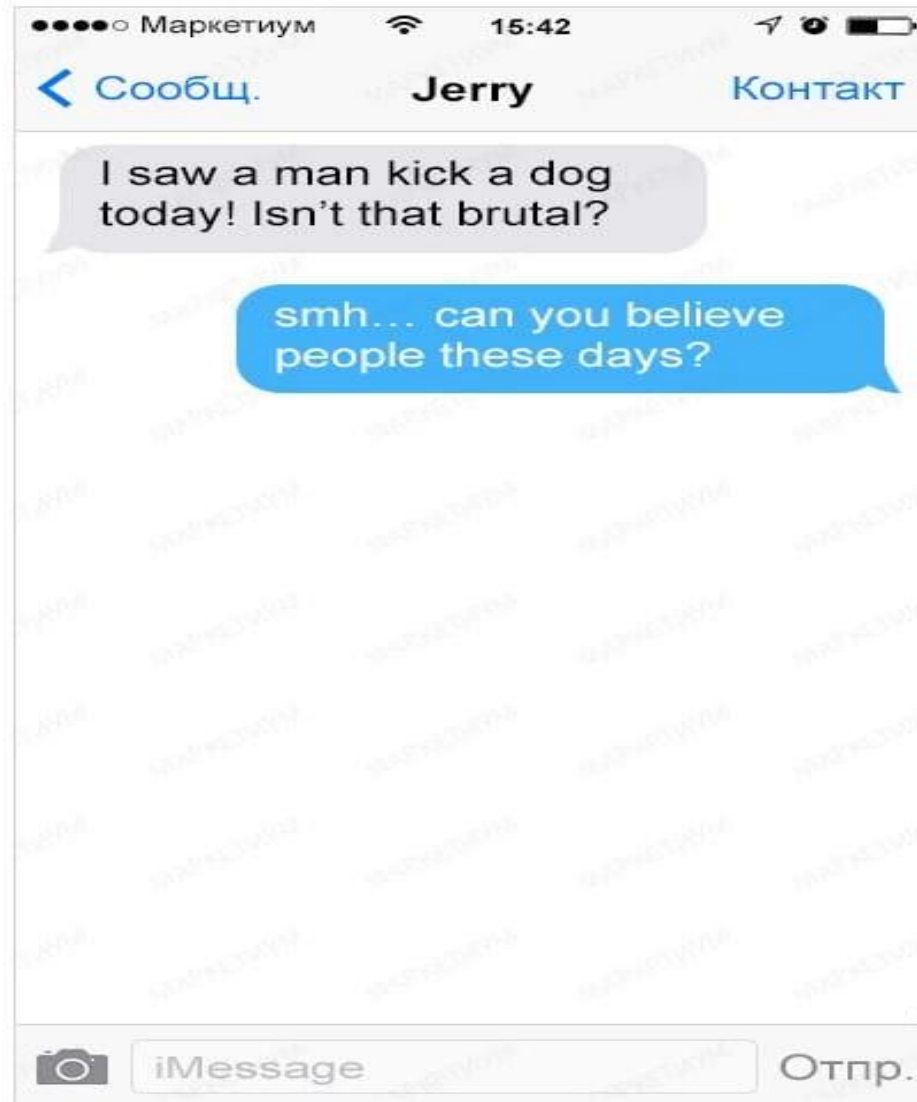 Маркетиум 15:42
Сообщ. Jerry Контакт
I saw a man kick a dog
today! Isn't that brutal?
smh... can you believe
people these days?
iMessage Отпр.